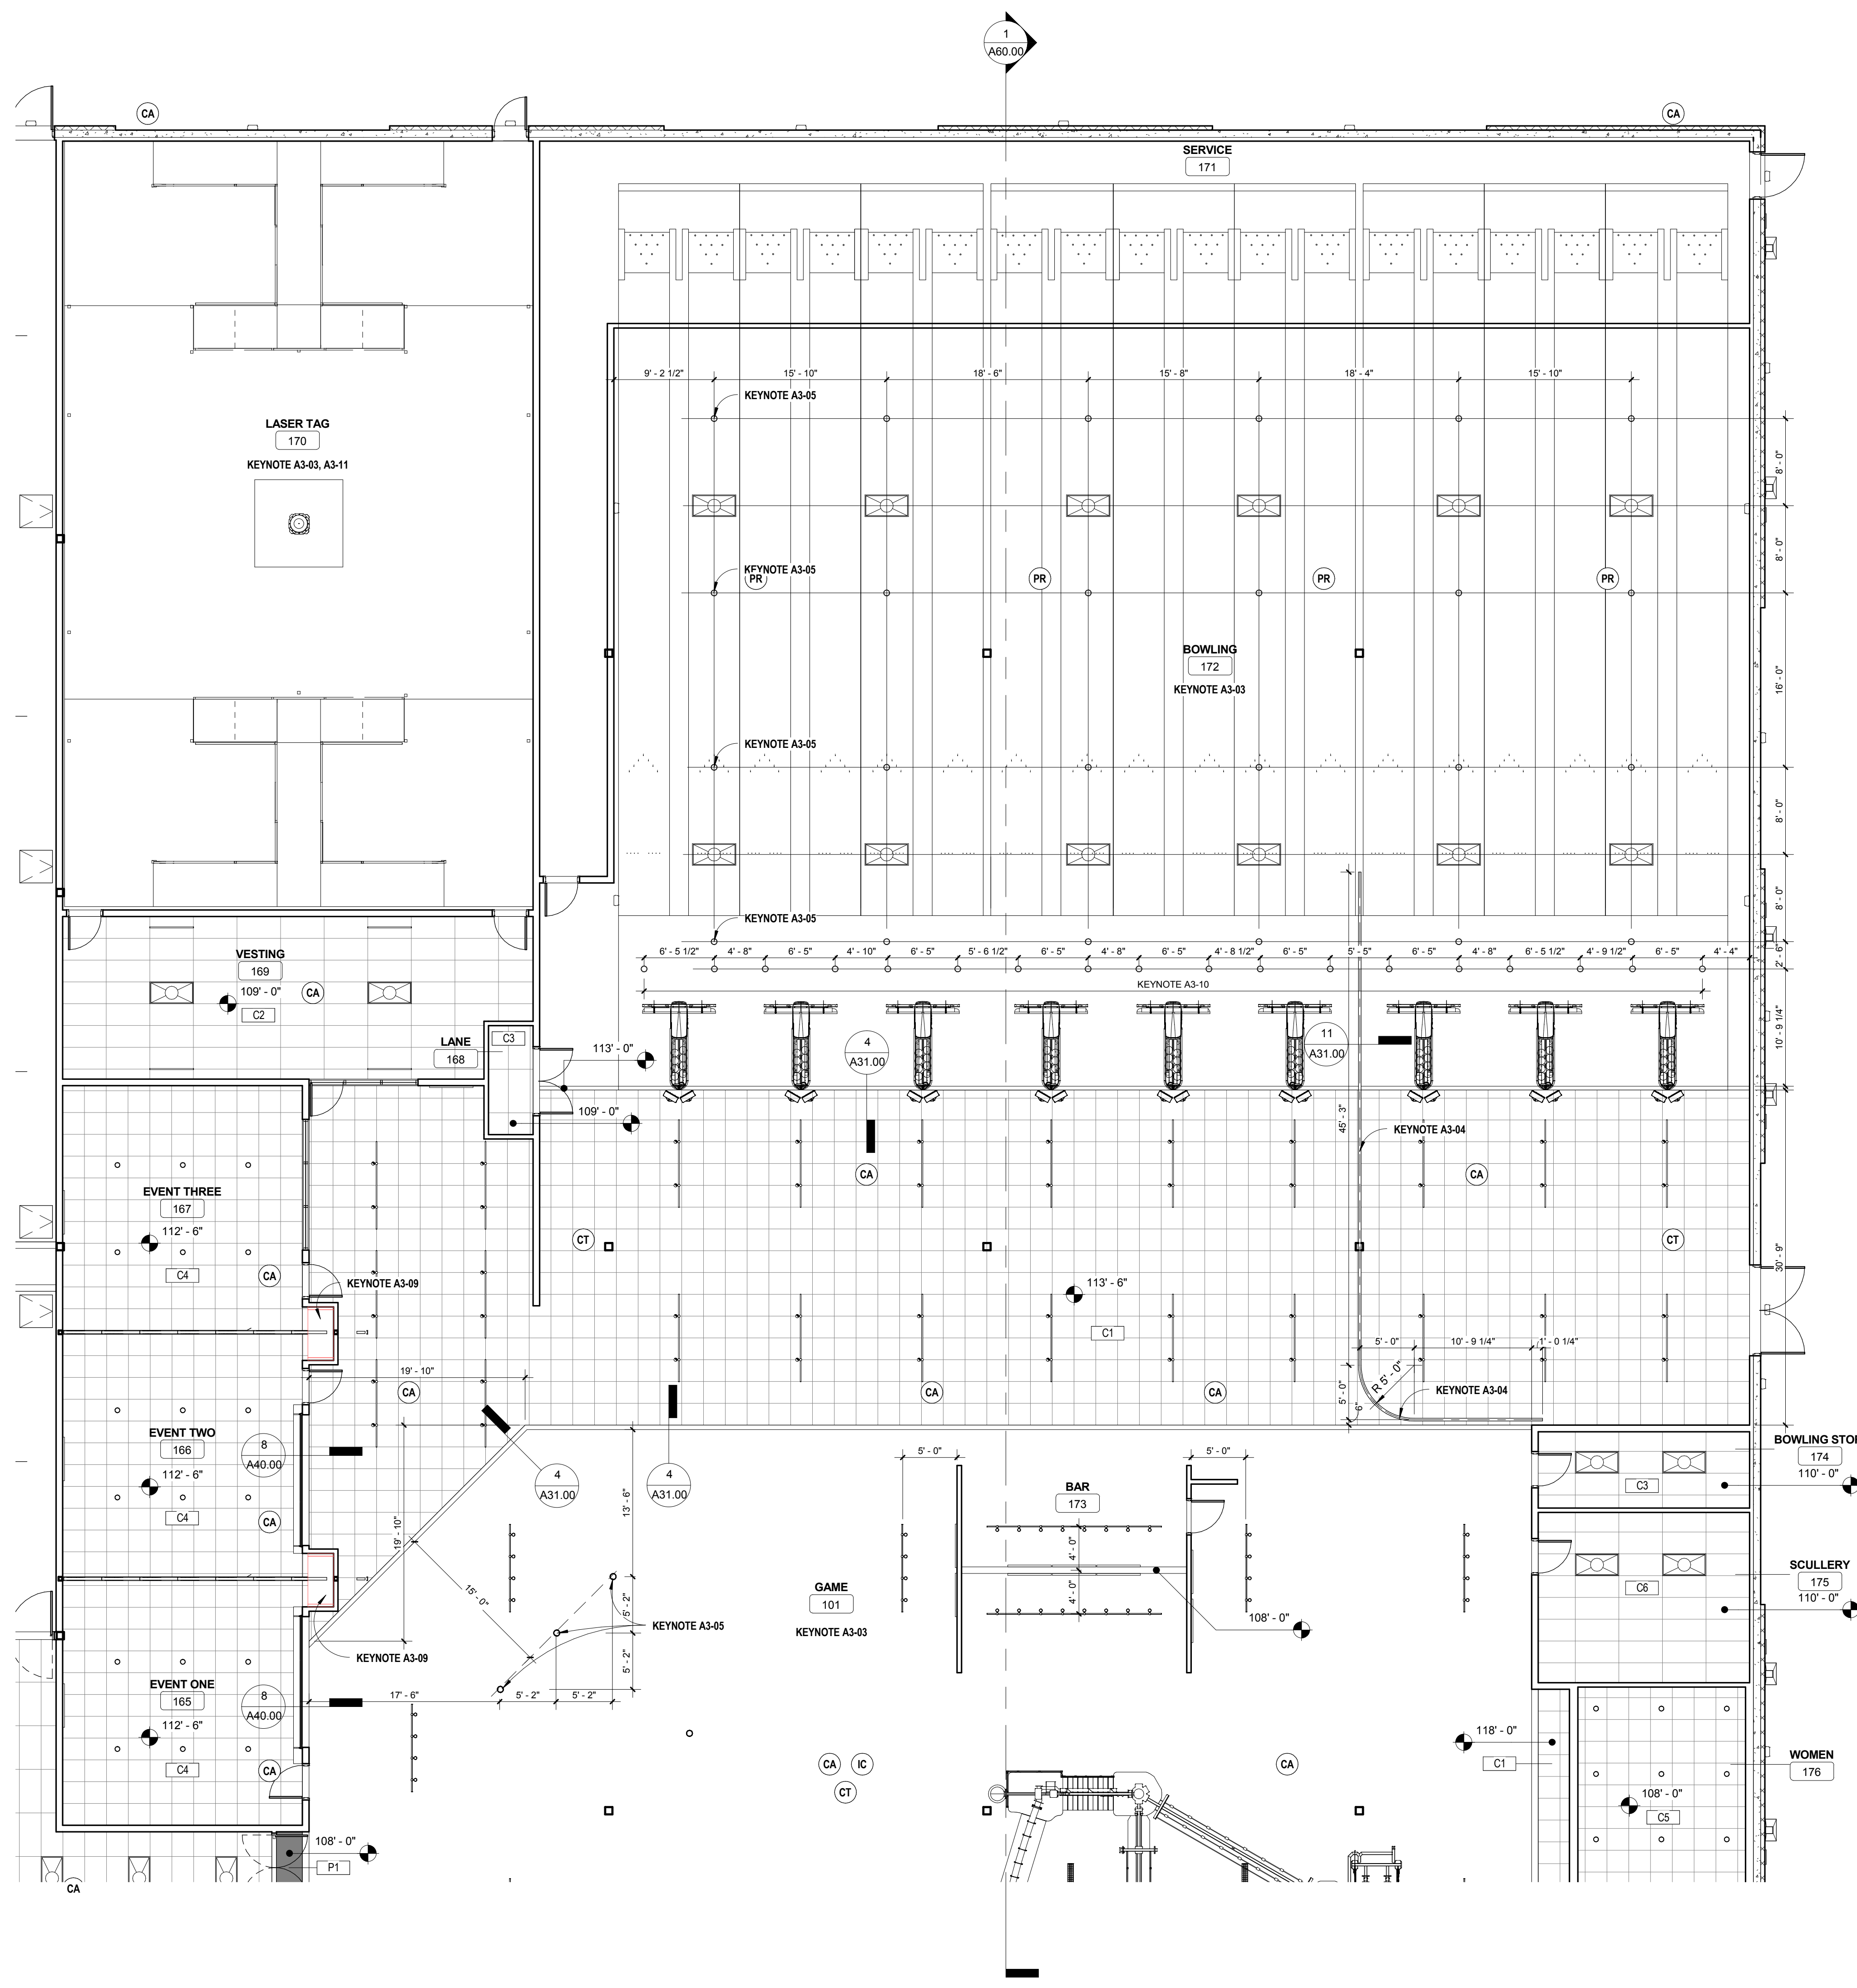 1
A60.00
CA
CA
SERVICE
171
9' - 2 1/2"
15' - 10"
18' - 6"
15' - 8"
18' - 4"
15' - 10"
KEYNOTE A3-05
LASER TAG
170
KEYNOTE A3-03, A3-11
8' - 0"
8' - 0"
KEYNOTE A3-05
PR
PR
PR
PR
BOWLING
172
KEYNOTE A3-03
16' - 0"
KEYNOTE A3-05
8' - 0"
8' - 0"
KEYNOTE A3-05
6' - 5 1/2"
4' - 8"
6' - 5"
4' - 10"
6' - 5"
5' - 6 1/2"
6' - 5"
4' - 8"
6' - 5"
4' - 8 1/2"
6' - 5"
5' - 5"
6' - 5"
4' - 8"
6' - 5 1/2"
4' - 9 1/2"
6' - 5"
4' - 4"
2' - 6"
KEYNOTE A3-10
VESTING
169
109' - 0"
CA
C2
10' - 9 1/4"
LANE
168
C3
113' - 0"
4
A31.00
11
A31.00
109' - 0"
45' - 3"
KEYNOTE A3-04
CA
CA
EVENT THREE
167
112' - 6"
C4
CA
KEYNOTE A3-09
CT
CT
113' - 6"
C1
30' - 9"
5' - 0"
10' - 9 1/4"
1' - 0 1/4"
19' - 10"
CA
CA
CA
R 5' - 0"
5' - 0"
6"
KEYNOTE A3-04
EVENT TWO
166
112' - 6"
C4
CA
8
A40.00
19' - 10"
4
A31.00
4
A31.00
13' - 6"
5' - 0"
5' - 0"
BAR
173
4' - 0"
4' - 0"
108' - 0"
BOWLING STOR
174
110' - 0"
C3
SCULLERY
175
110' - 0"
C6
15' - 0"
5' - 2"
5' - 2"
KEYNOTE A3-05
GAME
101
KEYNOTE A3-03
KEYNOTE A3-09
EVENT ONE
165
112' - 6"
C4
CA
8
A40.00
17' - 6"
5' - 2"
5' - 2"
CA
IC
CT
CA
118' - 0"
C1
WOMEN
176
108' - 0"
C5
108' - 0"
P1
CA